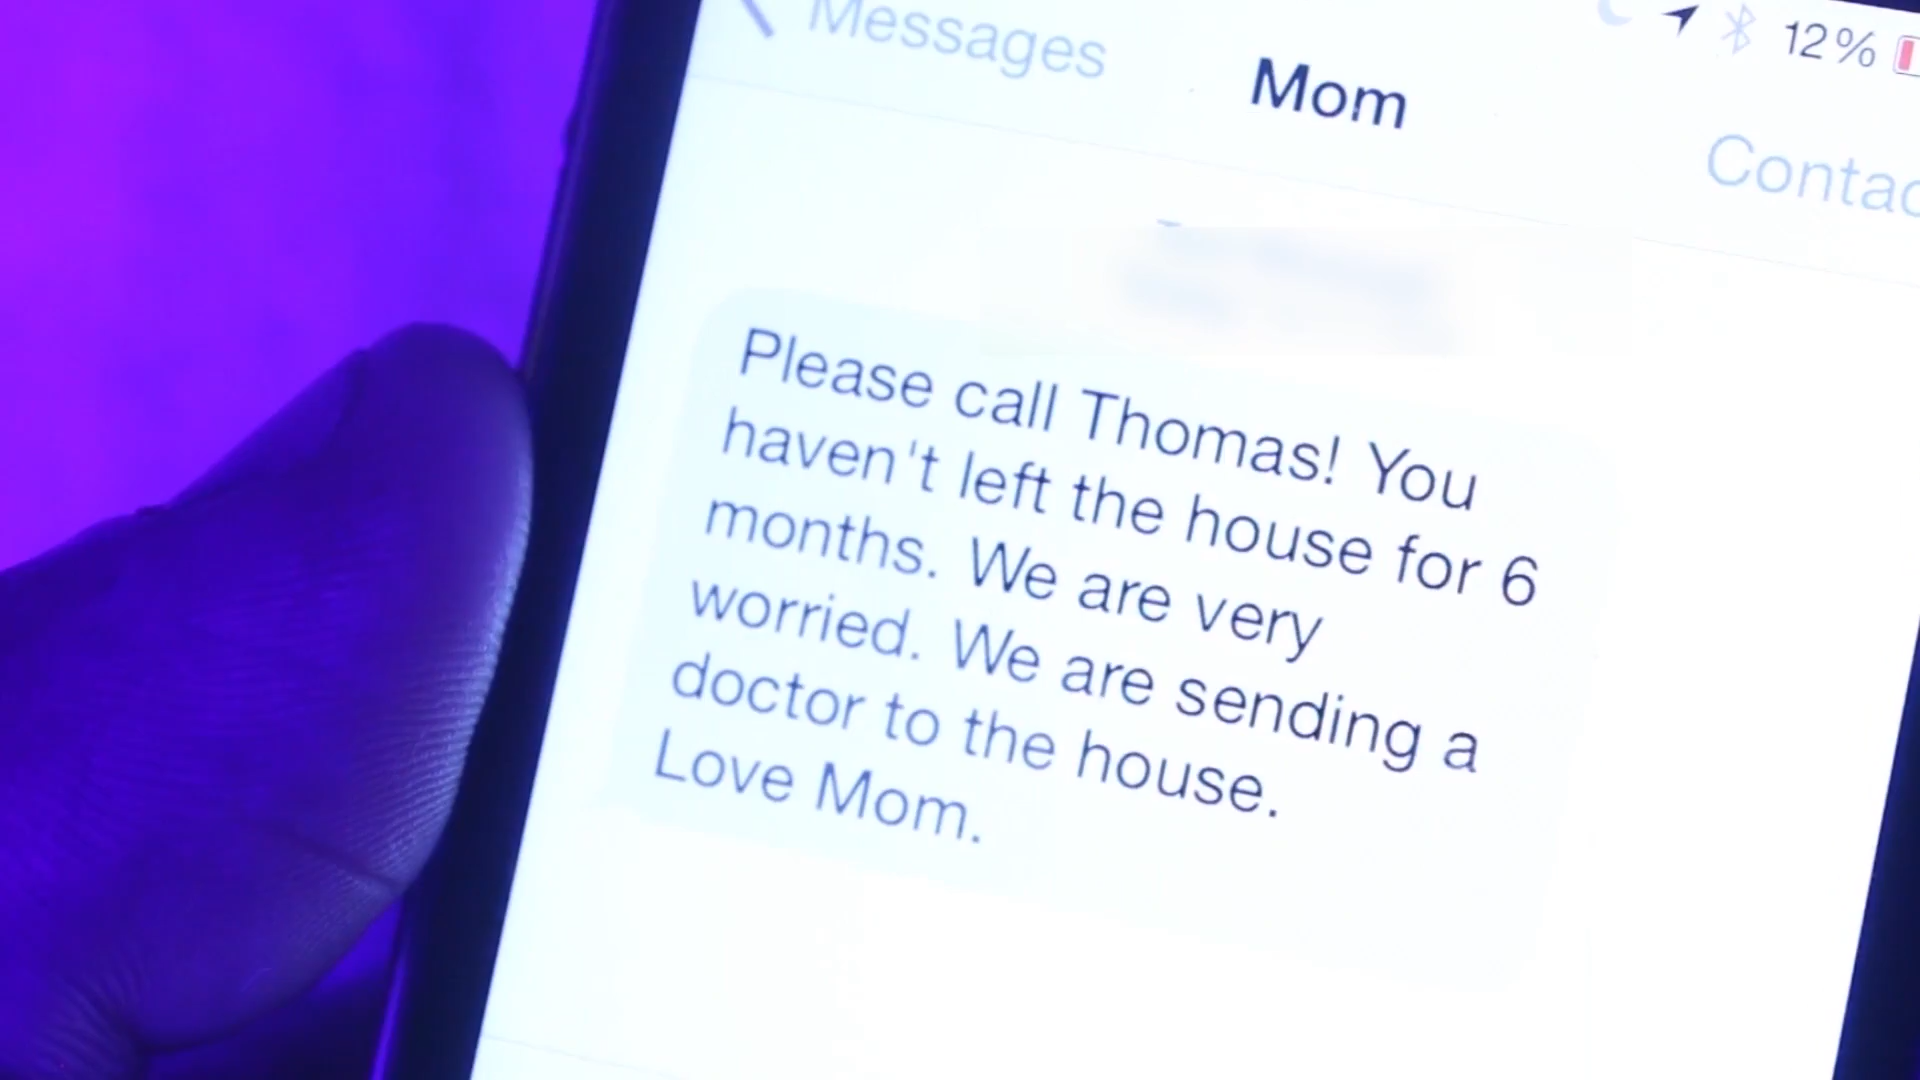 Messages
Mom
12%
Please call Thomas! You
haven't left the house for 6
months. We are very
worried. We are sending a
doctor to the house.
Love Mom.